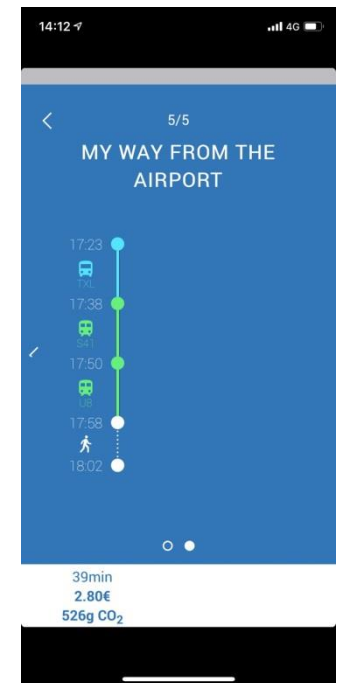 14:12
4G
5/5
MY WAY FROM THE
AIRPORT
17:23
TXL
17:38
S41
17:50
U8
17:58
18:02
39min
2.80€
526g CO₂